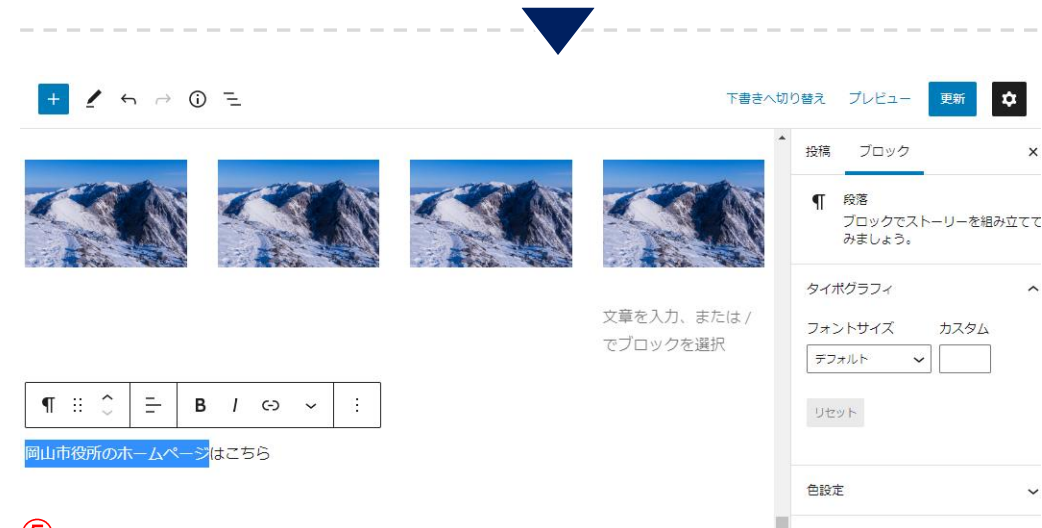 下書きへ切り替え プレビュー 更新
投稿 ブロック ×
段落
ブロックでストーリーを組み立てて
みましょう。
タイポグラフィ
フォントサイズ カスタム
デフォルト
リセット
色設定
文章を入力、または /
でブロックを選択
B I
岡山市役所のホームページはこちら